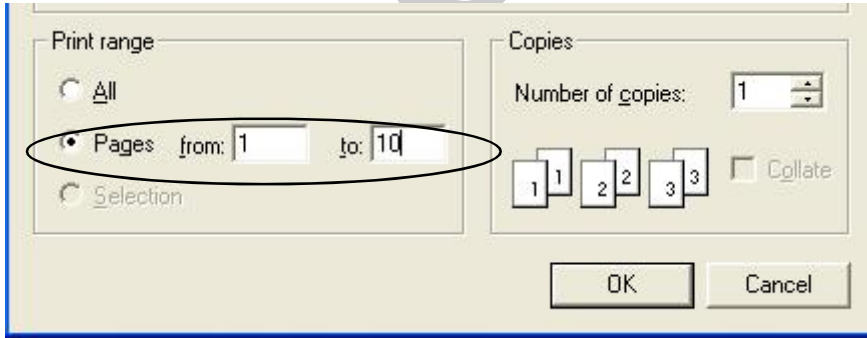 Print range
All
Pages from: 1 to: 10
Selection
Copies
Number of copies: 1
1 1 2 2 3 3
Collate
OK Cancel